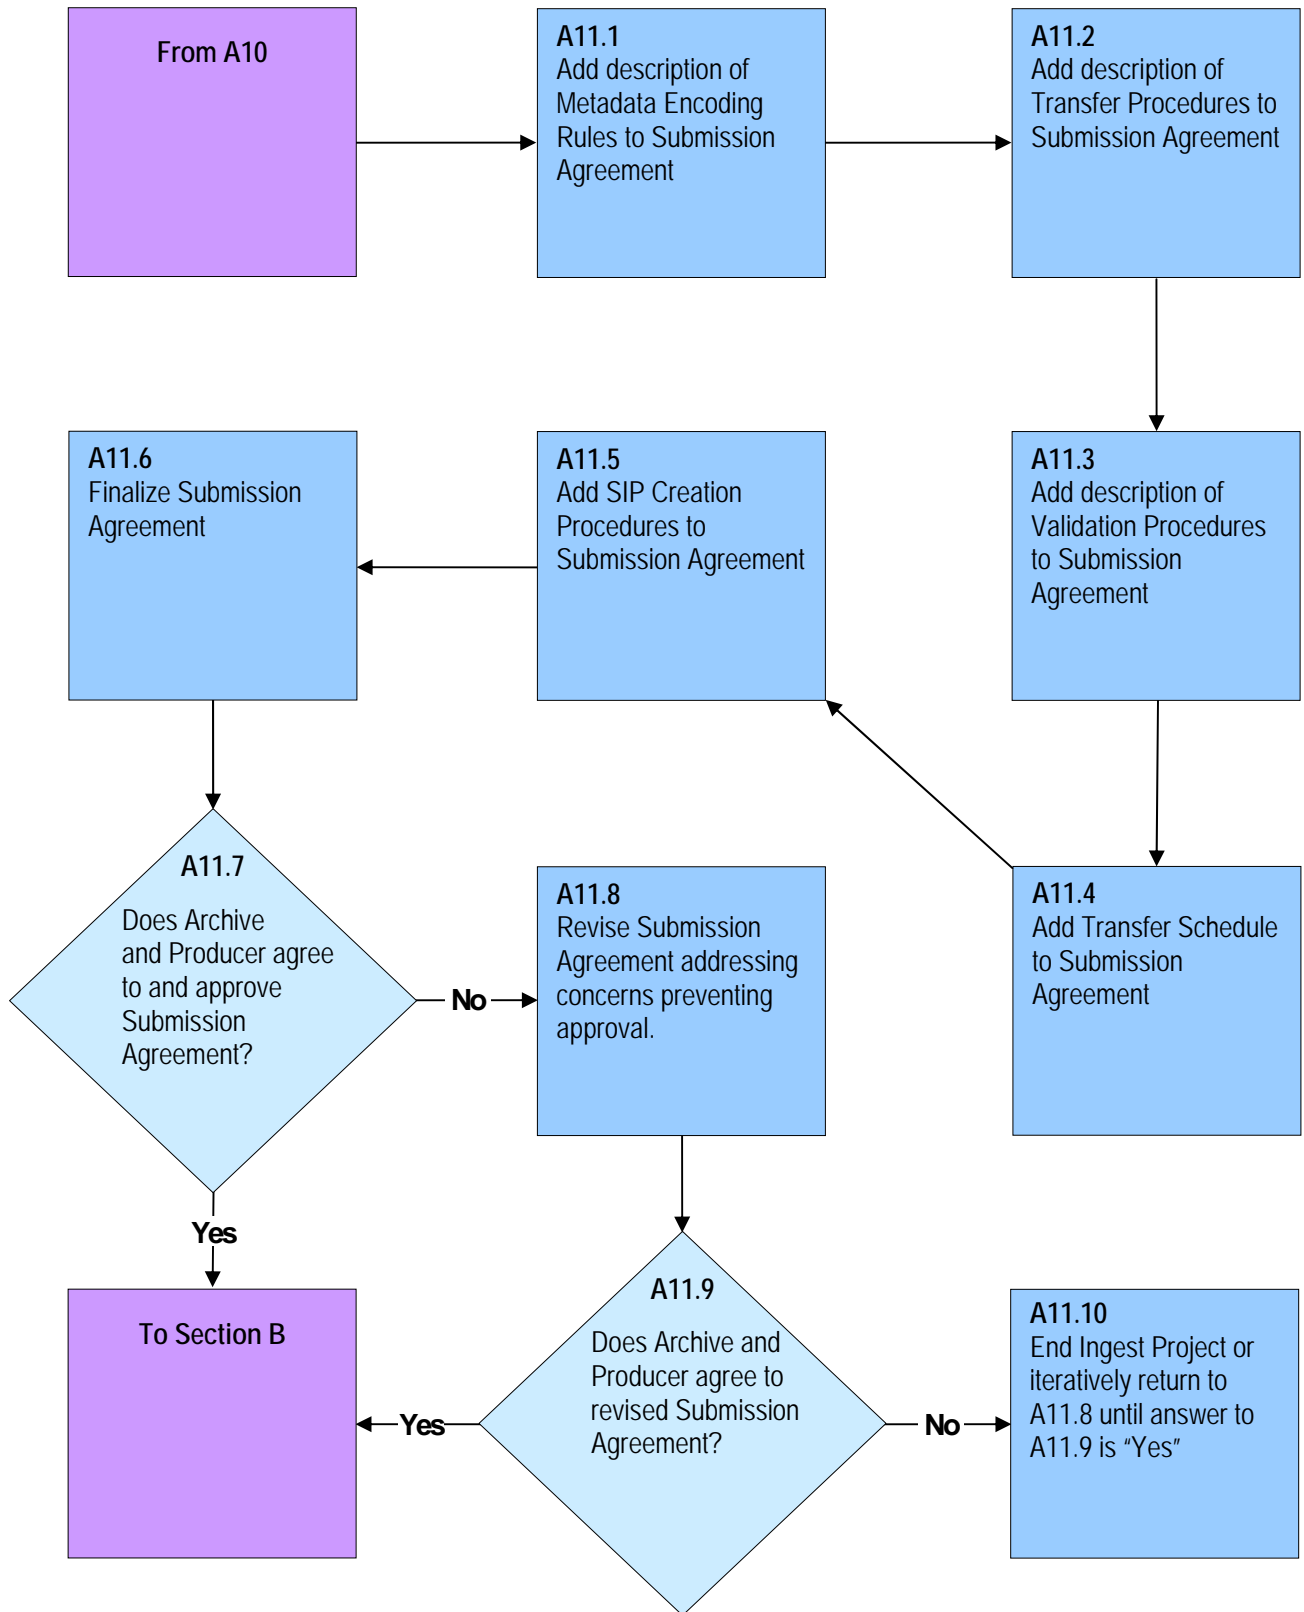 From A10
A11.1
Add description of
Metadata Encoding
Rules to Submission
Agreement
A11.2
Add description of
Transfer Procedures to
Submission Agreement
A11.3
Add description of
Validation Procedures
to Submission
Agreement
A11.4
Add Transfer Schedule
to Submission
Agreement
A11.5
Add SIP Creation
Procedures to
Submission Agreement
A11.6
Finalize Submission
Agreement
A11.7
Does Archive
and Producer agree
to and approve
Submission
Agreement?
No
Yes
A11.8
Revise Submission
Agreement addressing
concerns preventing
approval.
A11.9
Does Archive and
Producer agree to
revised Submission
Agreement?
Yes
No
A11.10
End Ingest Project or
iteratively return to
A11.8 until answer to
A11.9 is “Yes”
To Section B